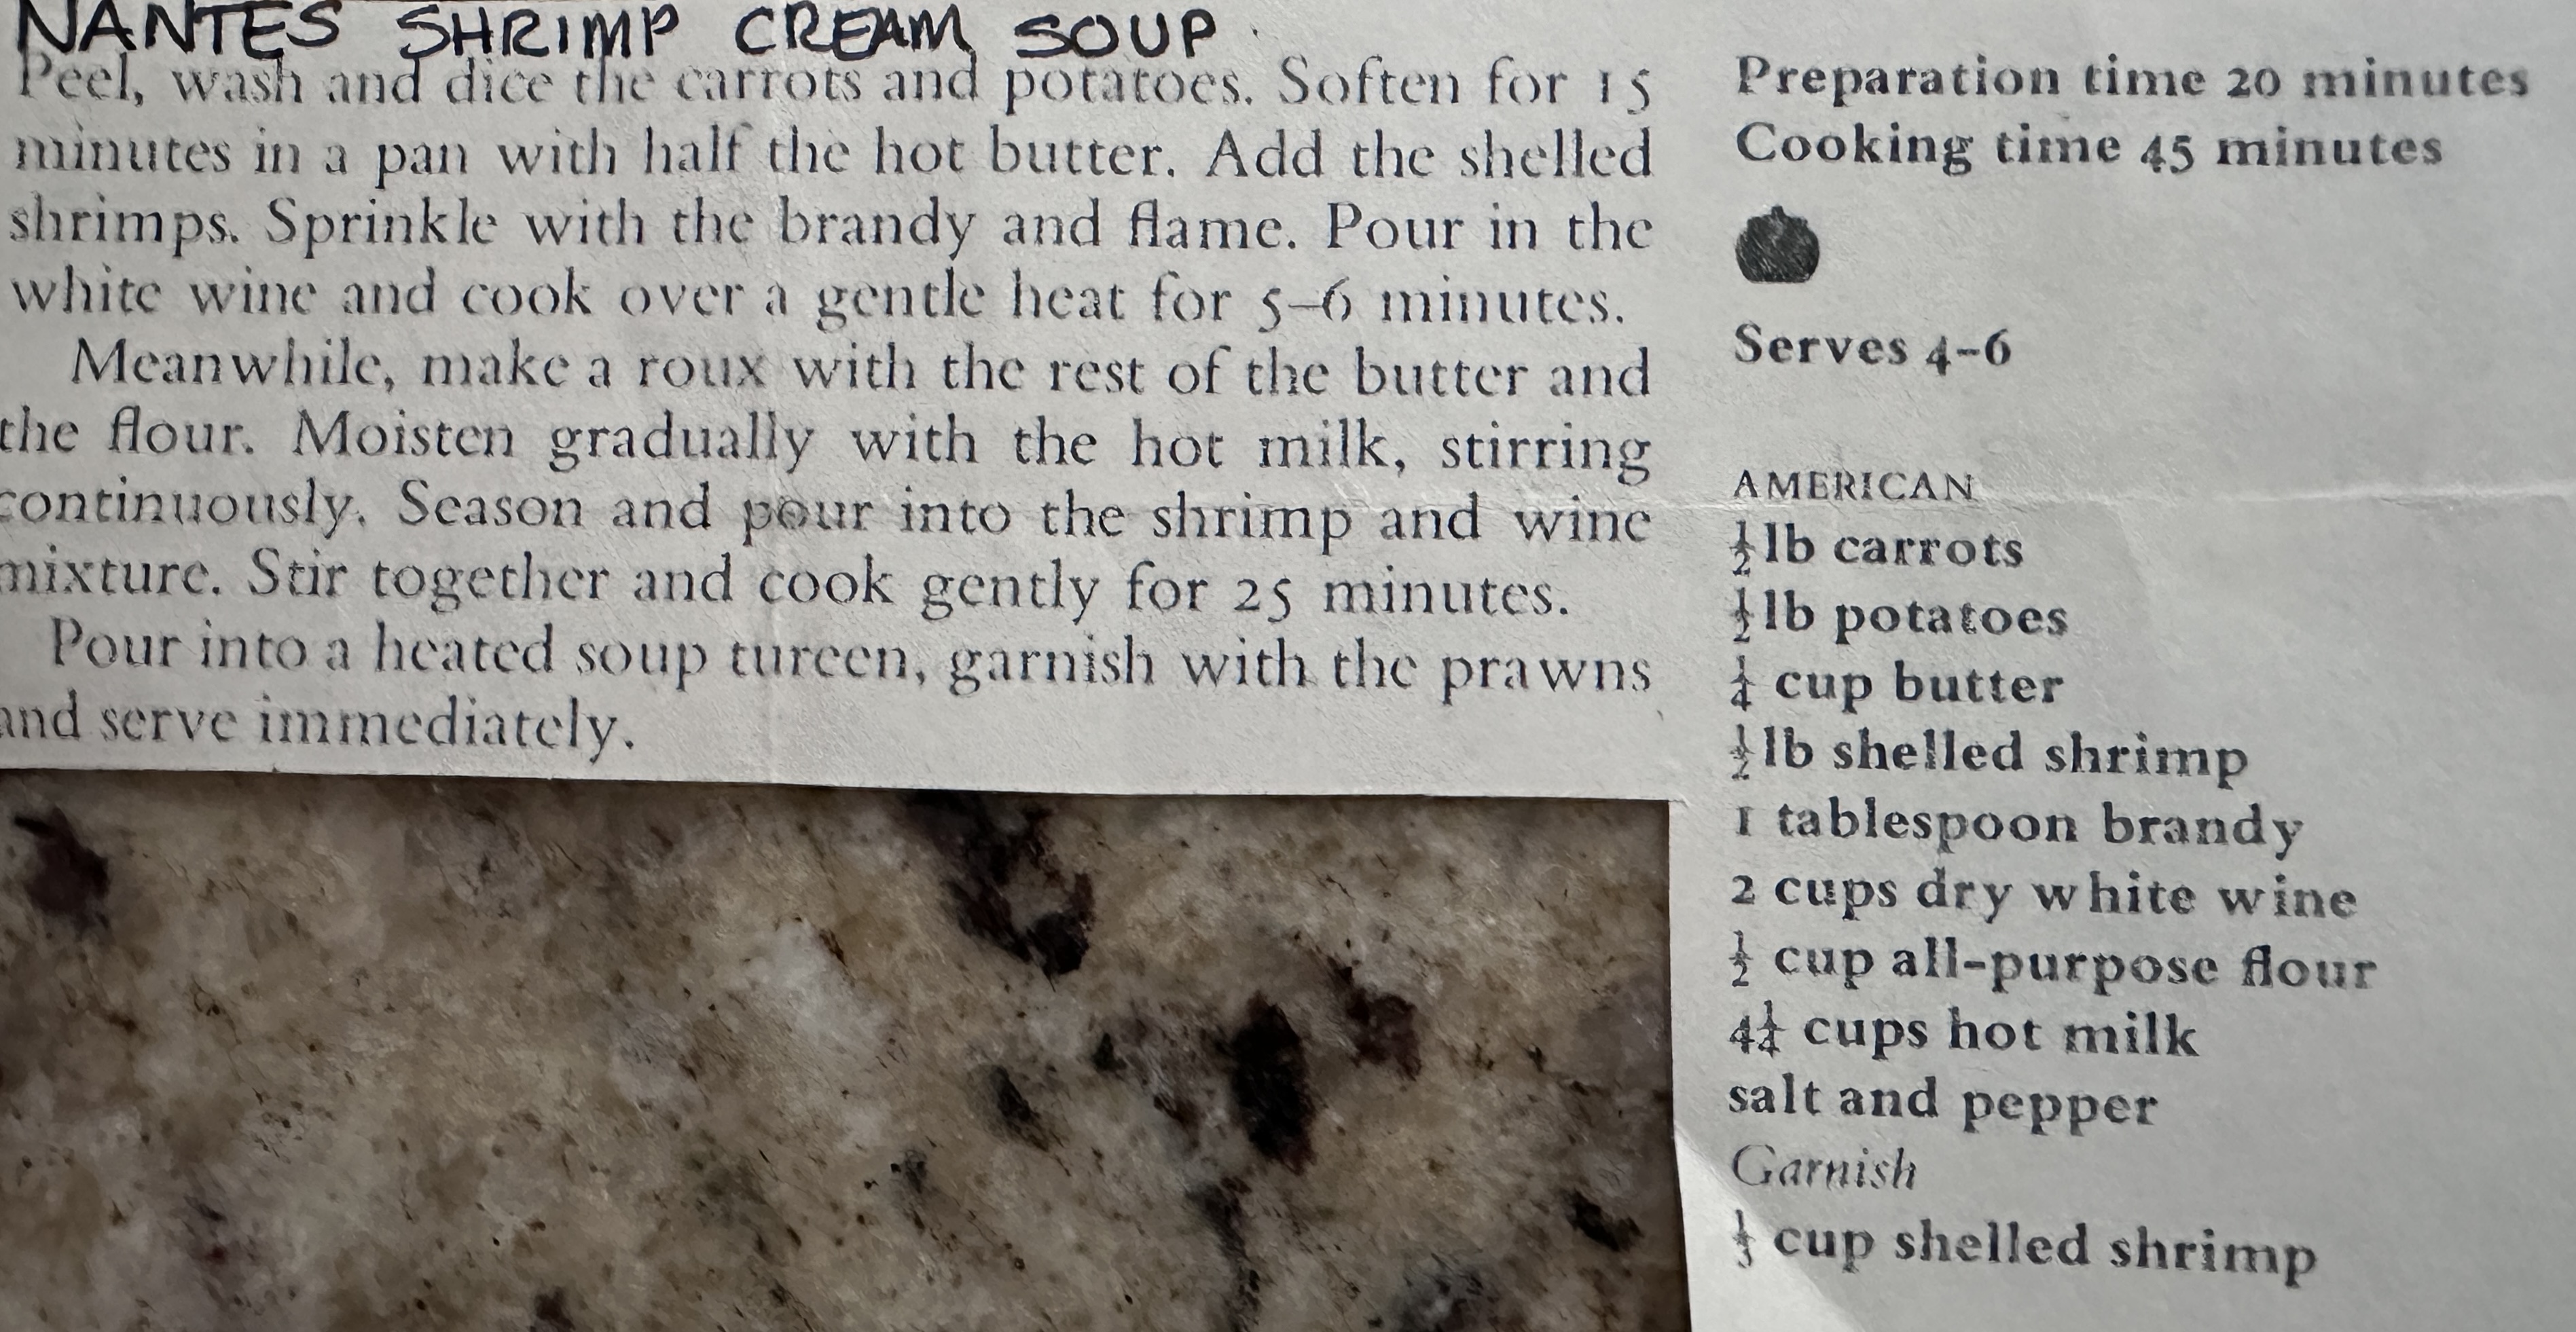 NANTES SHRIMP CREAM SOUP
Peel, wash and dice the carrots and potatoes. Soften for 15
minutes in a pan with half the hot butter. Add the shelled
shrimps. Sprinkle with the brandy and flame. Pour in the
white wine and cook over a gentle heat for 5–6 minutes.
Meanwhile, make a roux with the rest of the butter and
the flour. Moisten gradually with the hot milk, stirring
continuously. Season and pour into the shrimp and wine
mixture. Stir together and cook gently for 25 minutes.
Pour into a heated soup tureen, garnish with the prawns
and serve immediately.
Preparation time 20 minutes
Cooking time 45 minutes
Serves 4–6
AMERICAN
½lb carrots
½lb potatoes
¼ cup butter
½lb shelled shrimp
1 tablespoon brandy
2 cups dry white wine
½ cup all-purpose flour
4¼ cups hot milk
salt and pepper
Garnish
⅓ cup shelled shrimp